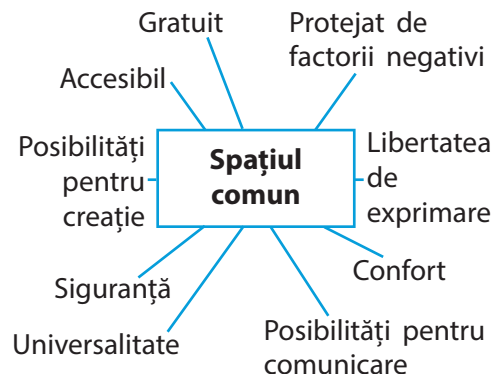 Gratuit
Protejat de
factorii negativi
Accesibil
Posibilități
pentru
creație
Spațiul
comun
Libertatea
de
exprimare
Siguranță
Confort
Universalitate
Posibilități pentru
comunicare